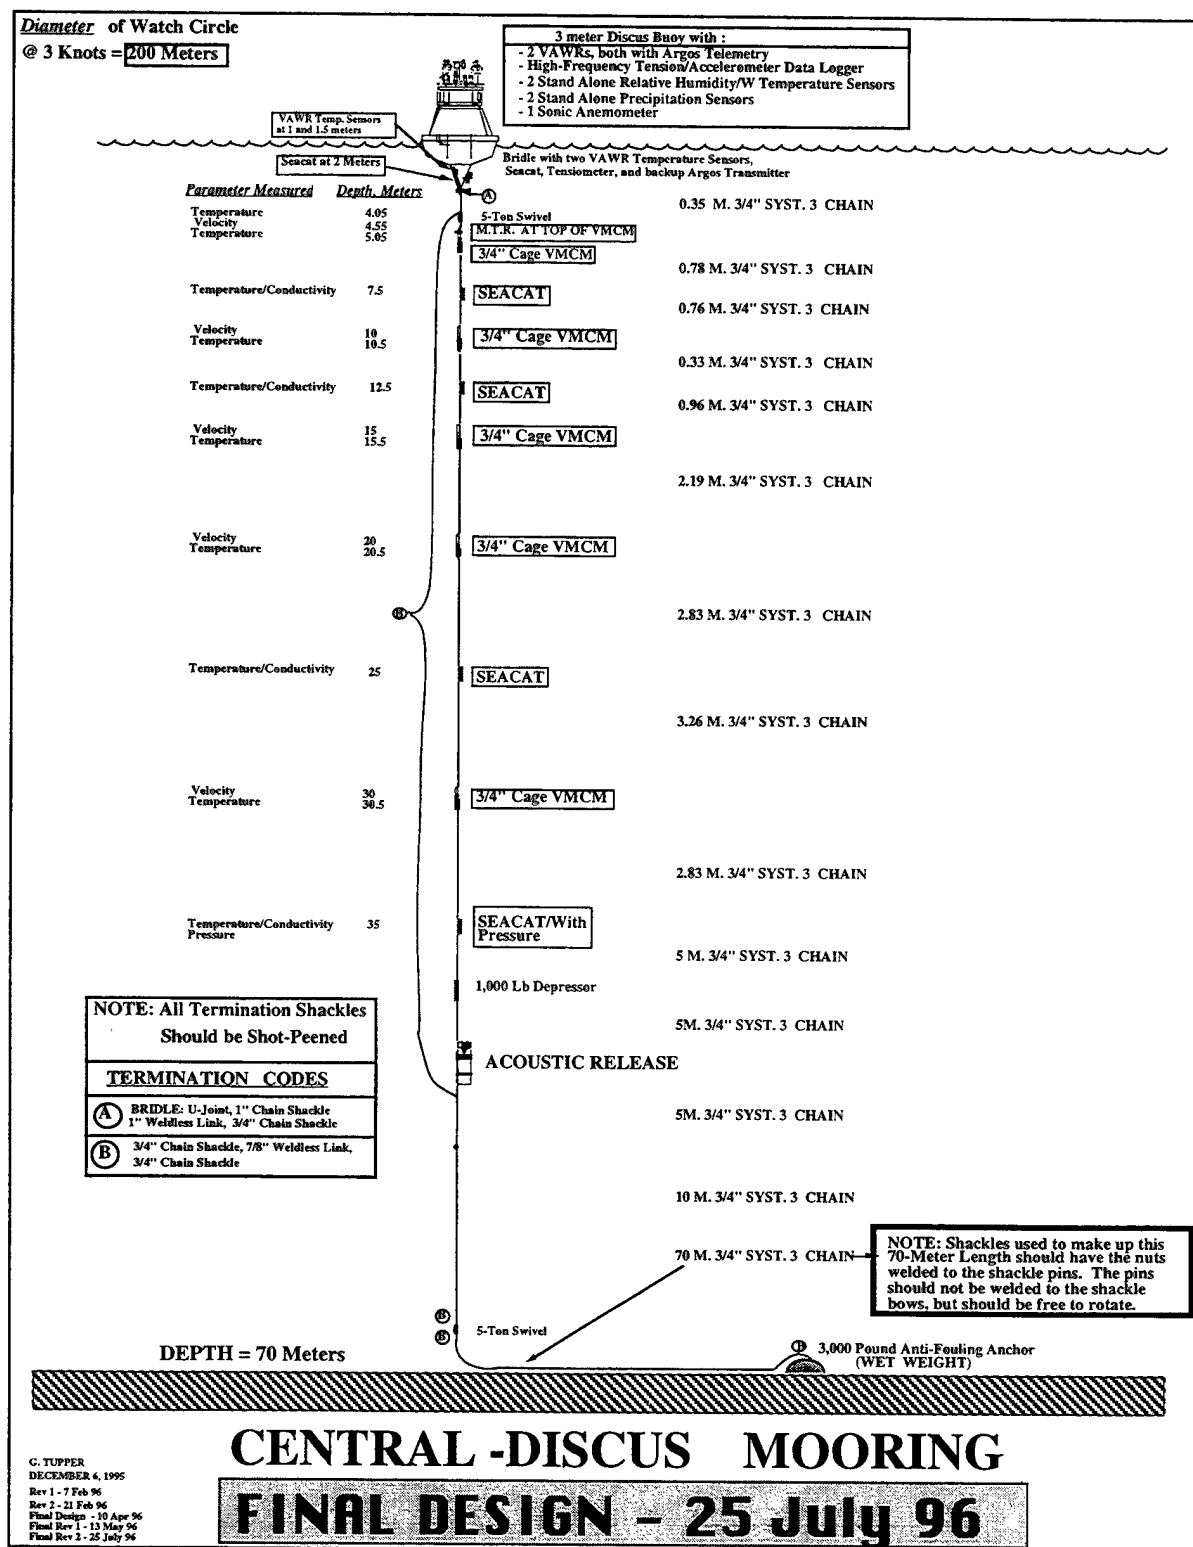 Diameter of Watch Circle
@ 3 Knots = 200 Meters
3 meter Discus Buoy with :
- 2 VAWRs, both with Argos Telemetry
- High-Frequency Tension/Accelerometer Data Logger
- 2 Stand Alone Relative Humidity/W Temperature Sensors
- 2 Stand Alone Precipitation Sensors
- 1 Sonic Anemometer
VAWR Temp. Sensors
at 1 and 1.5 meters
Seacat at 2 Meters
Bridle with two VAWR Temperature Sensors,
Seacat, Tensiometer, and backup Argos Transmitter
Parameter Measured Depth, Meters
A
0.35 M. 3/4" SYST. 3 CHAIN
Temperature 4.05
Velocity 4.55
Temperature 5.05
5-Ton Swivel
M.T.R. AT TOP OF VMCM
3/4" Cage VMCM
0.78 M. 3/4" SYST. 3 CHAIN
Temperature/Conductivity 7.5
SEACAT
0.76 M. 3/4" SYST. 3 CHAIN
Velocity 10
Temperature 10.5
3/4" Cage VMCM
0.33 M. 3/4" SYST. 3 CHAIN
Temperature/Conductivity 12.5
SEACAT
0.96 M. 3/4" SYST. 3 CHAIN
Velocity 15
Temperature 15.5
3/4" Cage VMCM
2.19 M. 3/4" SYST. 3 CHAIN
Velocity 20
Temperature 20.5
3/4" Cage VMCM
B
2.83 M. 3/4" SYST. 3 CHAIN
Temperature/Conductivity 25
SEACAT
3.26 M. 3/4" SYST. 3 CHAIN
Velocity 30
Temperature 30.5
3/4" Cage VMCM
2.83 M. 3/4" SYST. 3 CHAIN
Temperature/Conductivity 35
Pressure
SEACAT/With
Pressure
5 M. 3/4" SYST. 3 CHAIN
1,000 Lb Depressor
5M. 3/4" SYST. 3 CHAIN
NOTE: All Termination Shackles
Should be Shot-Peened
TERMINATION CODES
A BRIDLE: U-Joint, 1" Chain Shackle
1" Weldless Link, 3/4" Chain Shackle
B 3/4" Chain Shackle, 7/8" Weldless Link,
3/4" Chain Shackle
ACOUSTIC RELEASE
5M. 3/4" SYST. 3 CHAIN
10 M. 3/4" SYST. 3 CHAIN
70 M. 3/4" SYST. 3 CHAIN
NOTE: Shackles used to make up this
70-Meter Length should have the nuts
welded to the shackle pins. The pins
should not be welded to the shackle
bows, but should be free to rotate.
B
B
5-Ton Swivel
DEPTH = 70 Meters
3,000 Pound Anti-Fouling Anchor
(WET WEIGHT)
CENTRAL -DISCUS MOORING
FINAL DESIGN - 25 July 96
G. TUPPER
DECEMBER 6, 1995
Rev 1 - 7 Feb 96
Rev 2 - 21 Feb 96
Final Design - 10 Apr 96
Final Rev 1 - 13 May 96
Final Rev 2 - 25 July 96